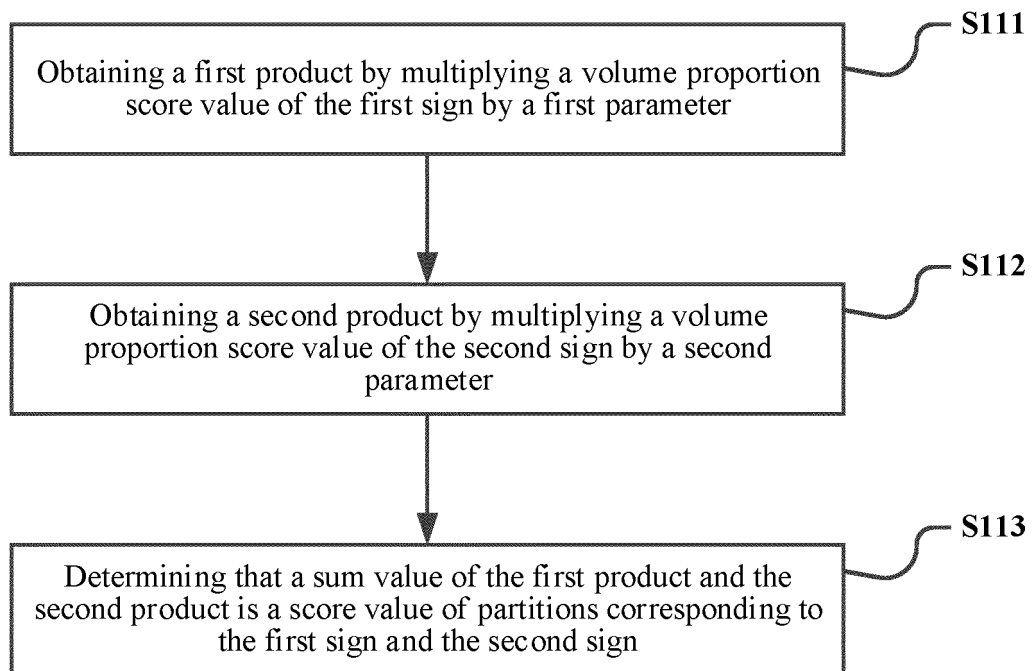 S111
Obtaining a first product by multiplying a volume proportion
score value of the first sign by a first parameter
S112
Obtaining a second product by multiplying a volume
proportion score value of the second sign by a second
parameter
S113
Determining that a sum value of the first product and the
second product is a score value of partitions corresponding to
the first sign and the second sign